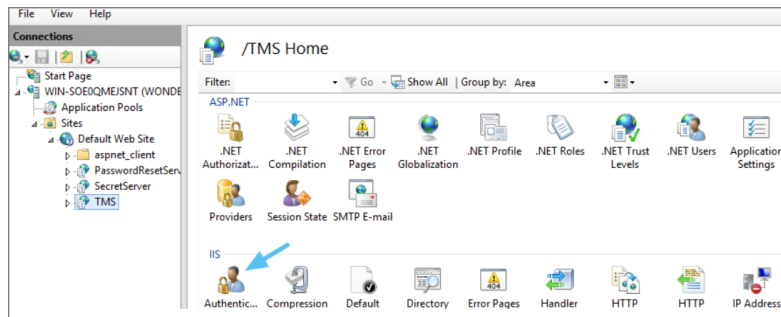 File View Help
Connections
Start Page
WIN-SOE0QMEJSNT (WONDE
Application Pools
Sites
Default Web Site
aspnet_client
PasswordResetServ
SecretServer
TMS
/TMS Home
Filter: Go Show All Group by: Area
ASP.NET
.NET Authorizat... .NET Compilation .NET Error Pages .NET Globalization .NET Profile .NET Roles .NET Trust Levels .NET Users Application Settings
Providers Session State SMTP E-mail
IIS
Authentic... Compression Default Directory Error Pages Handler HTTP HTTP IP Address